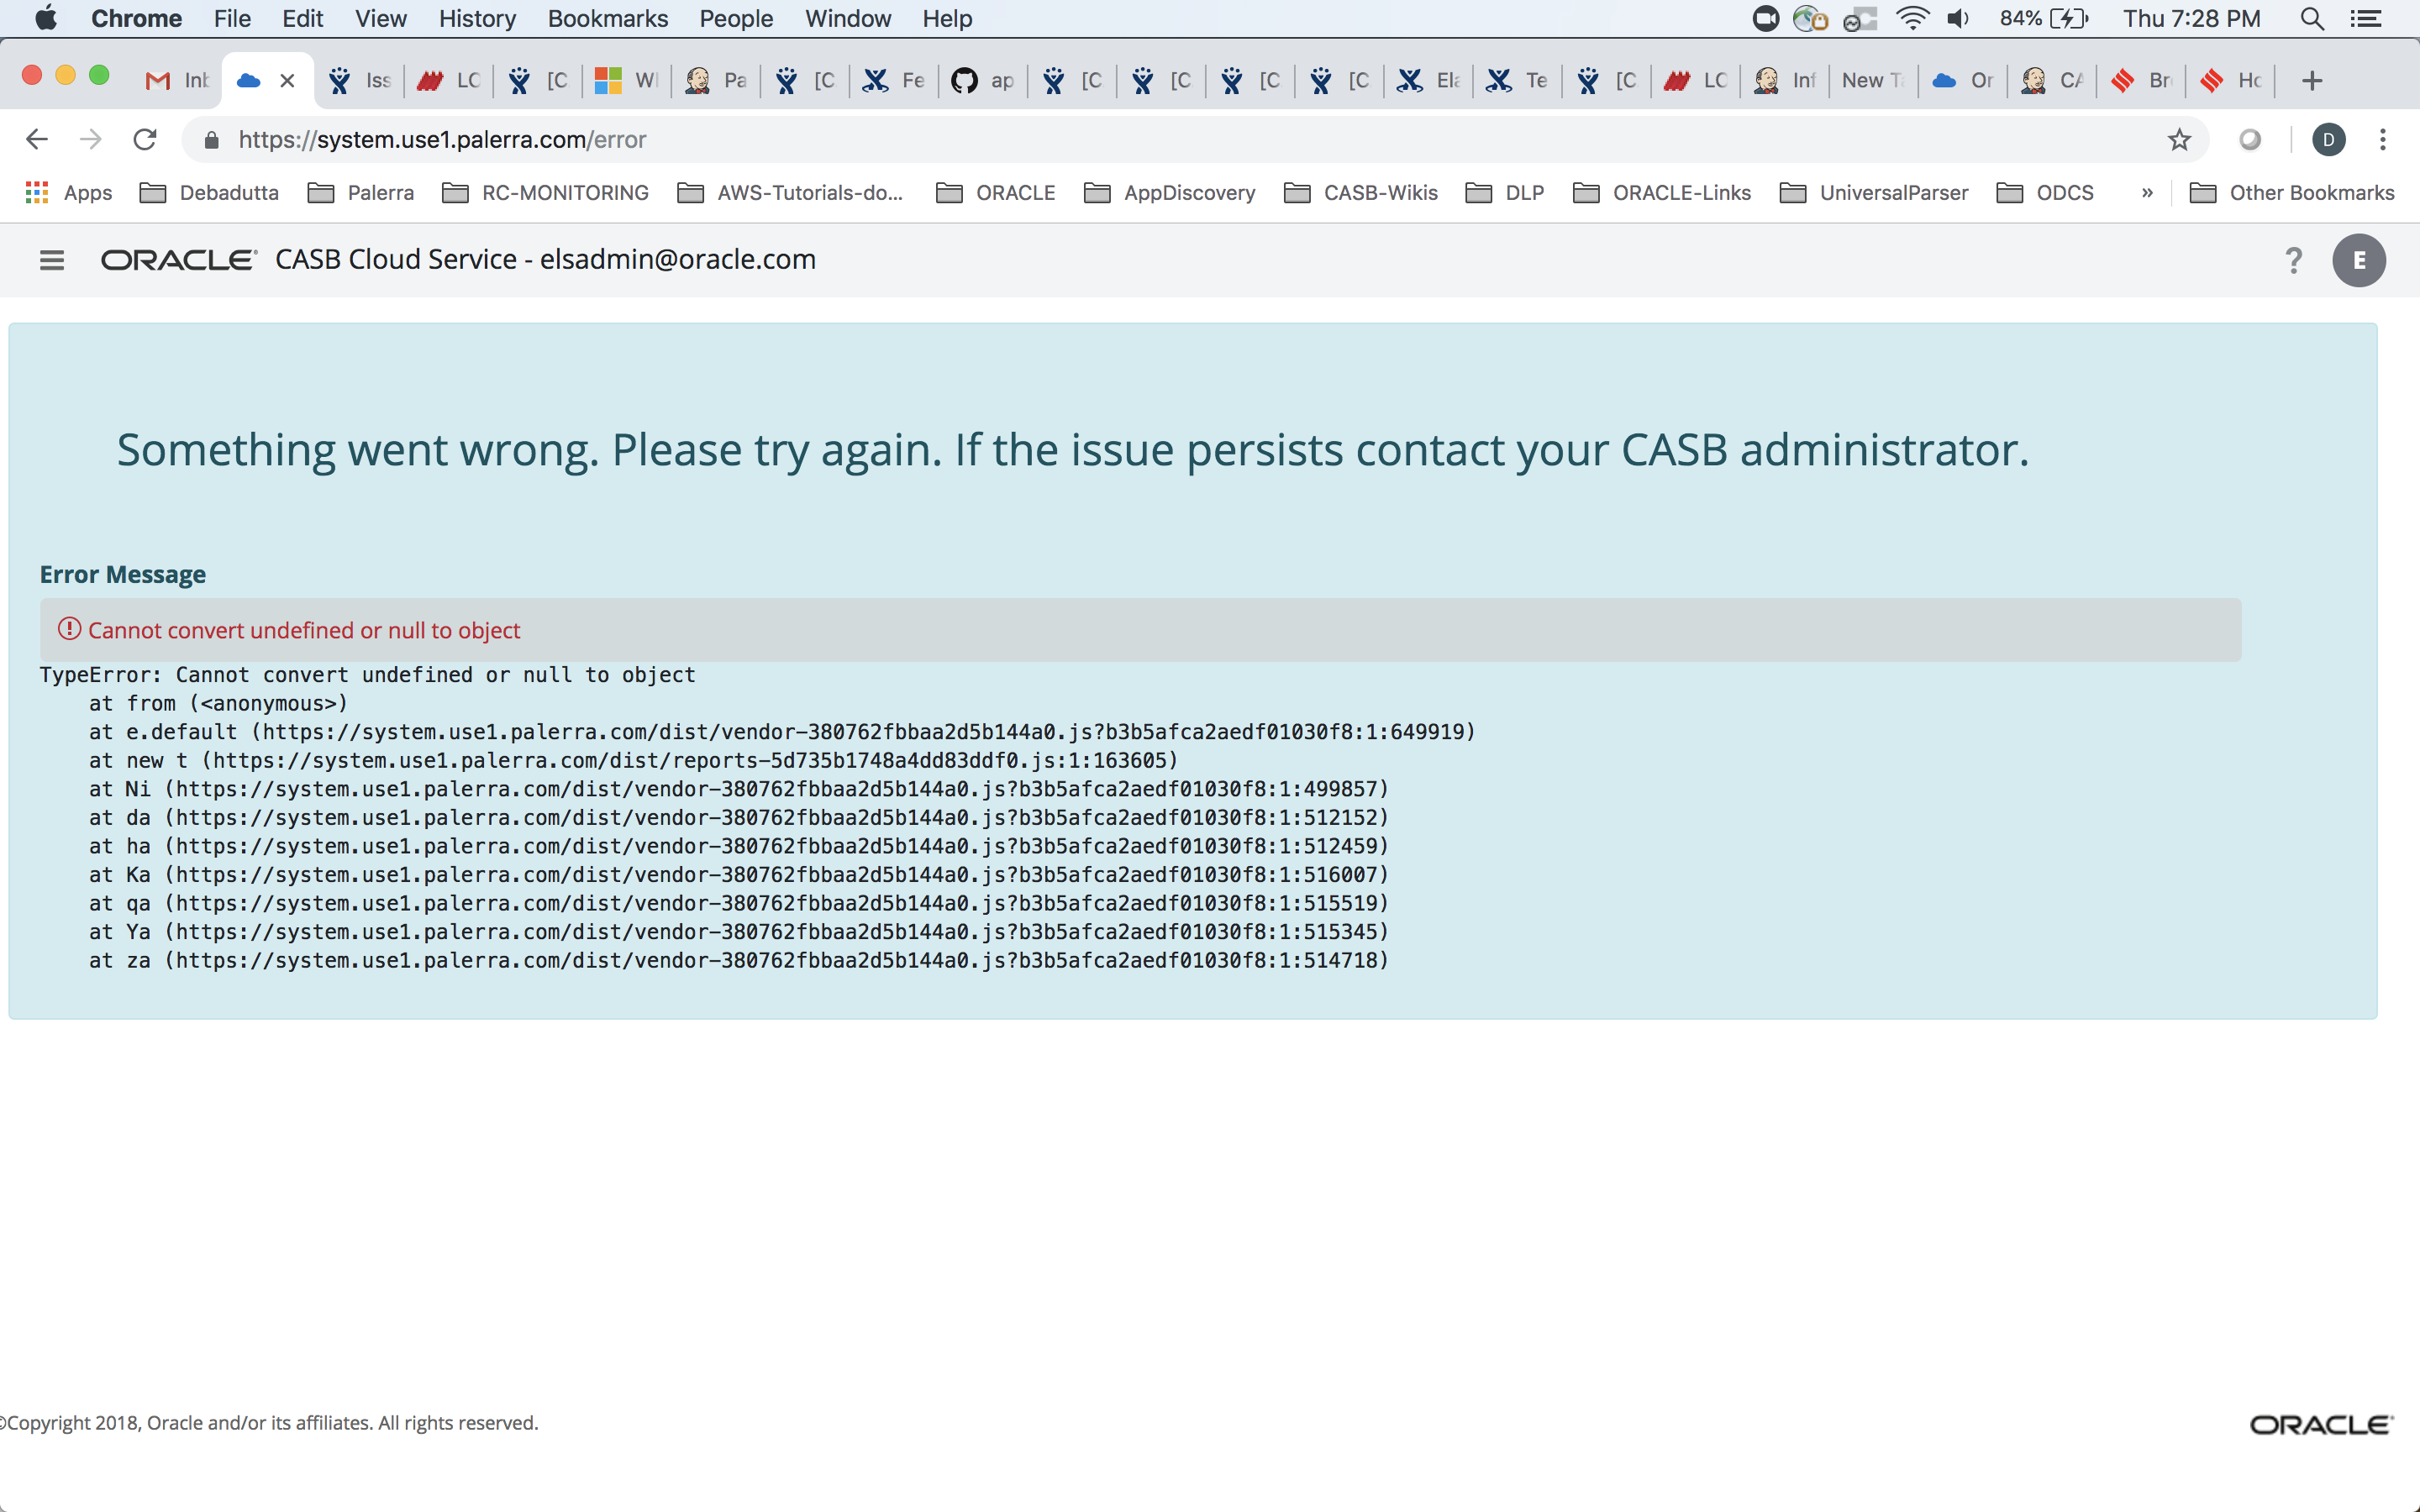 Chrome File Edit View History Bookmarks People Window Help 84% Thu 7:28 PM
Inb Iss LC [C Wi Pa [C Fe ap [C [C [C [C Ela Te [C LC Inf New Ta Or CA Br Ho
https://system.use1.palerra.com/error D
Apps Debadutta Palerra RC-MONITORING AWS-Tutorials-do... ORACLE AppDiscovery CASB-Wikis DLP ORACLE-Links UniversalParser ODCS » Other Bookmarks
ORACLE CASB Cloud Service - elsadmin@oracle.com ? E
Something went wrong. Please try again. If the issue persists contact your CASB administrator.
Error Message
Cannot convert undefined or null to object
TypeError: Cannot convert undefined or null to object
at from (<anonymous>)
at e.default (https://system.use1.palerra.com/dist/vendor-380762fbbaa2d5b144a0.js?b3b5afca2aedf01030f8:1:649919)
at new t (https://system.use1.palerra.com/dist/reports-5d735b1748a4dd83ddf0.js:1:163605)
at Ni (https://system.use1.palerra.com/dist/vendor-380762fbbaa2d5b144a0.js?b3b5afca2aedf01030f8:1:499857)
at da (https://system.use1.palerra.com/dist/vendor-380762fbbaa2d5b144a0.js?b3b5afca2aedf01030f8:1:512152)
at ha (https://system.use1.palerra.com/dist/vendor-380762fbbaa2d5b144a0.js?b3b5afca2aedf01030f8:1:512459)
at Ka (https://system.use1.palerra.com/dist/vendor-380762fbbaa2d5b144a0.js?b3b5afca2aedf01030f8:1:516007)
at qa (https://system.use1.palerra.com/dist/vendor-380762fbbaa2d5b144a0.js?b3b5afca2aedf01030f8:1:515519)
at Ya (https://system.use1.palerra.com/dist/vendor-380762fbbaa2d5b144a0.js?b3b5afca2aedf01030f8:1:515345)
at za (https://system.use1.palerra.com/dist/vendor-380762fbbaa2d5b144a0.js?b3b5afca2aedf01030f8:1:514718)
©Copyright 2018, Oracle and/or its affiliates. All rights reserved. ORACLE